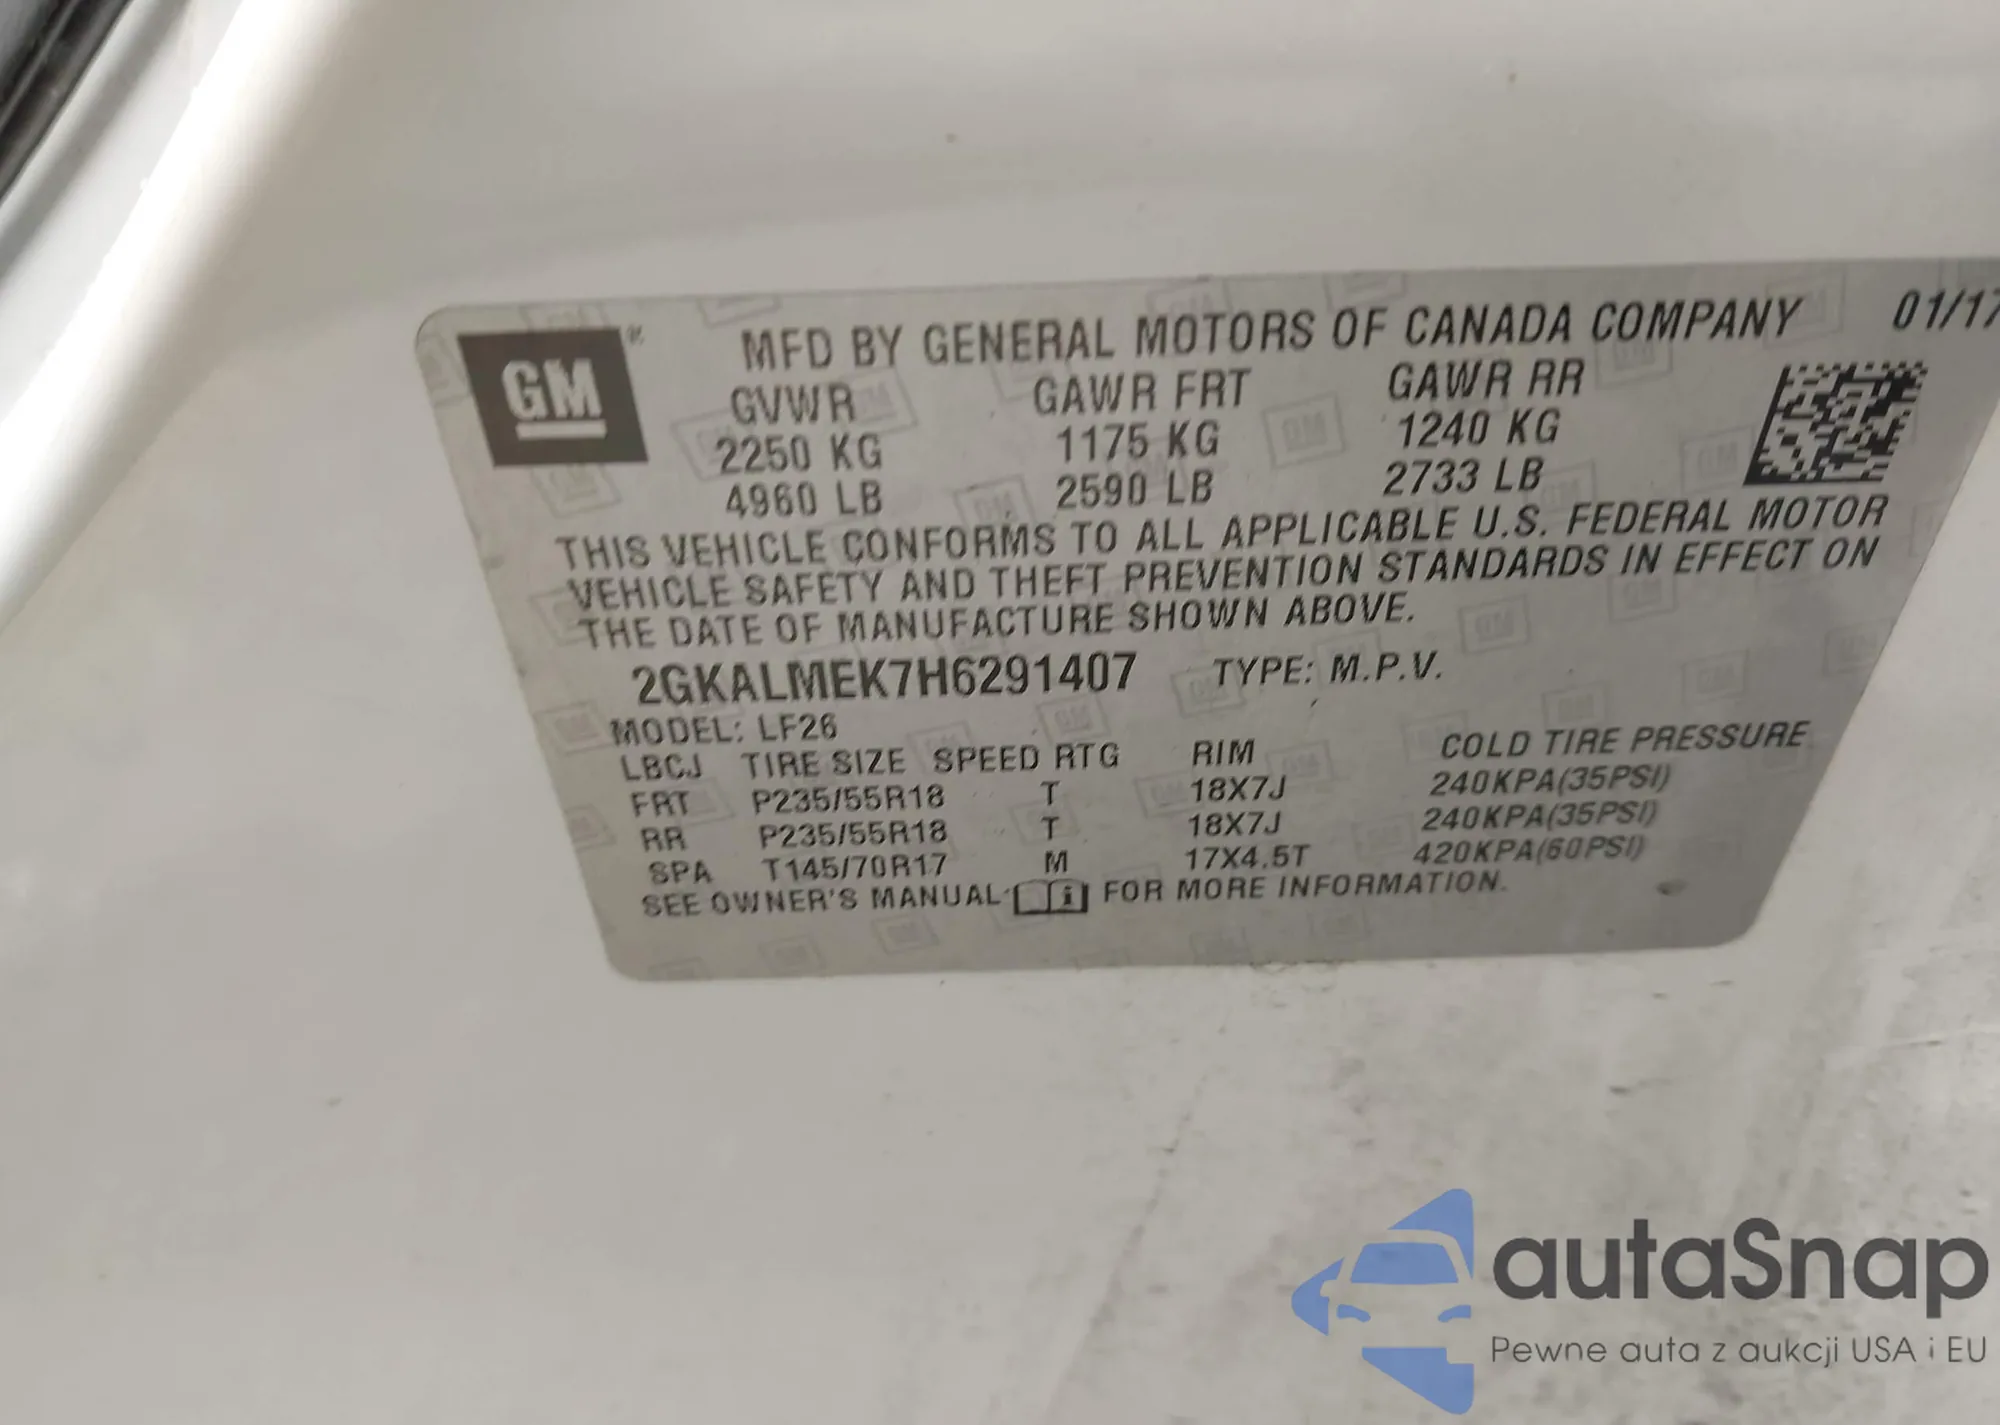 GM
MFD BY GENERAL MOTORS OF CANADA COMPANY 01/17
GVWR GAWR FRT GAWR RR
2250 KG 1175 KG 1240 KG
4960 LB 2590 LB 2733 LB
THIS VEHICLE CONFORMS TO ALL APPLICABLE U.S. FEDERAL MOTOR
VEHICLE SAFETY AND THEFT PREVENTION STANDARDS IN EFFECT ON
THE DATE OF MANUFACTURE SHOWN ABOVE.
2GKALMEK7H6291407 TYPE: M.P.V.
MODEL: LF26
LBCJ TIRE SIZE SPEED RTG RIM COLD TIRE PRESSURE
FRT P235/55R18 T 18X7J 240KPA(35PSI)
RR P235/55R18 T 18X7J 240KPA(35PSI)
SPA T145/70R17 M 17X4.5T 420KPA(60PSI)
SEE OWNER'S MANUAL FOR MORE INFORMATION.
autaSnap
Pewne auta z aukcji USA i EU